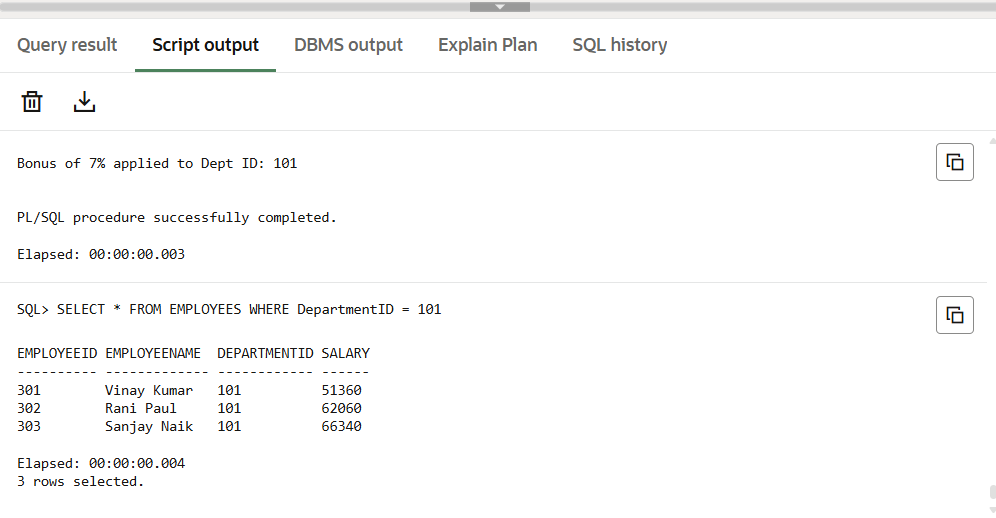 Query result Script output DBMS output Explain Plan SQL history
Bonus of 7% applied to Dept ID: 101
PL/SQL procedure successfully completed.
Elapsed: 00:00:00.003
SQL> SELECT * FROM EMPLOYEES WHERE DepartmentID = 101
EMPLOYEEID EMPLOYEENAME  DEPARTMENTID SALARY
---------- ------------- ------------ ------
301        Vinay Kumar   101          51360
302        Rani Paul     101          62060
303        Sanjay Naik   101          66340
Elapsed: 00:00:00.004
3 rows selected.